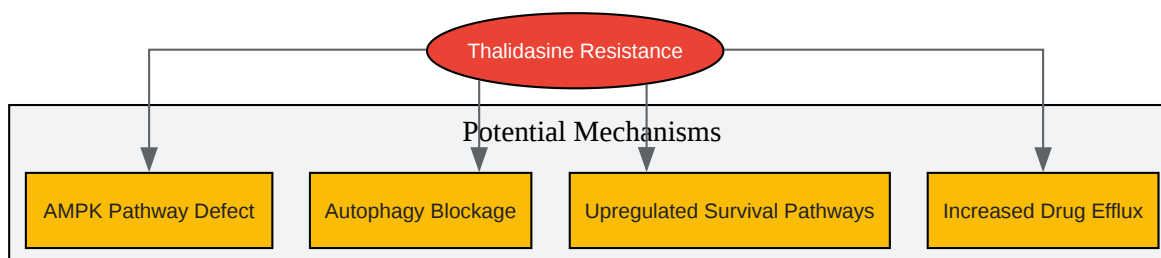 Thalidasine Resistance
Potential Mechanisms
AMPK Pathway Defect
Autophagy Blockage
Upregulated Survival Pathways
Increased Drug Efflux